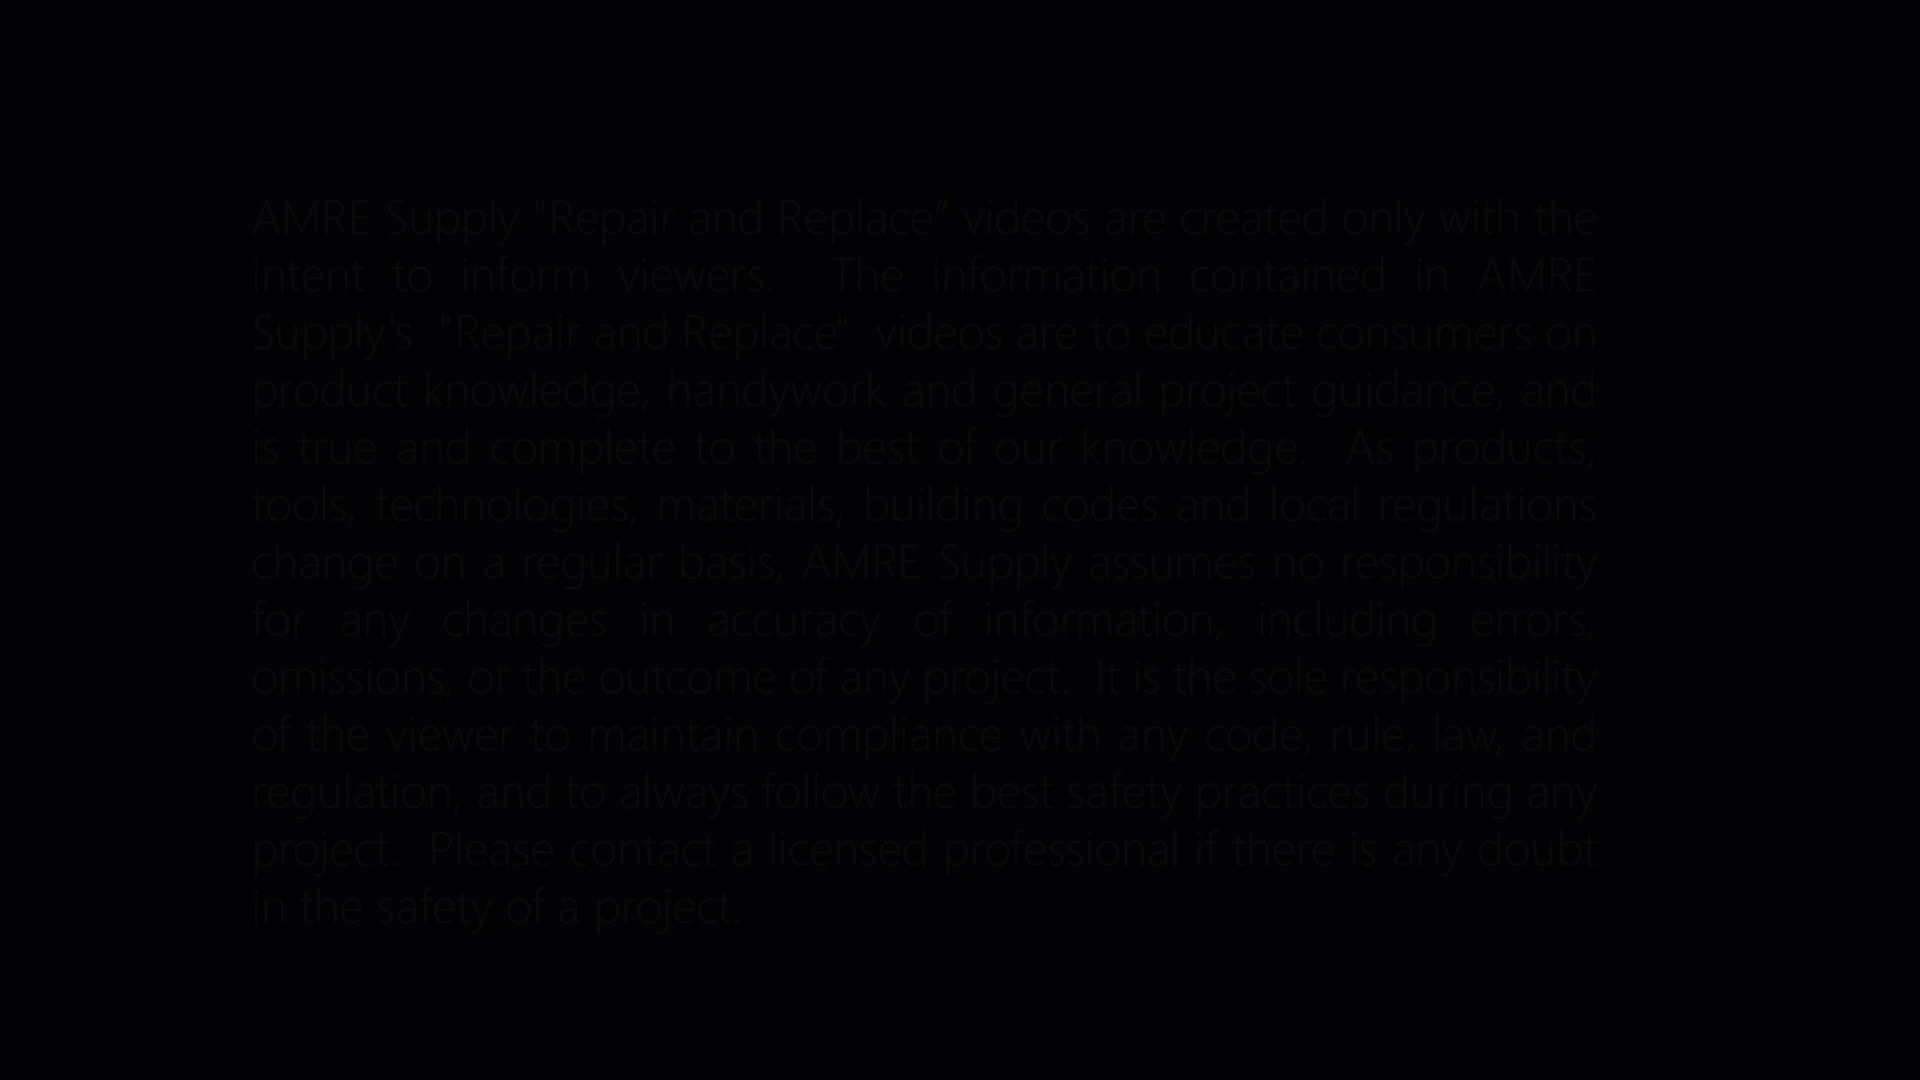 AMRE Supply "Repair and Replace” videos are created only with the
intent to inform viewers. The information contained in AMRE
Supply's "Repair and Replace" videos are to educate consumers on
product knowledge, handywork and general project guidance, and
is true and complete to the best of our knowledge. As products,
tools, technologies, materials, building codes and local regulations
change on a regular basis, AMRE Supply assumes no responsibility
for any changes in accuracy of information, including errors,
omissions, or the outcome of any project. It is the sole responsibility
of the viewer to maintain compliance with any code, rule, law, and
regulation, and to always follow the best safety practices during any
project. Please contact a licensed professional if there is any doubt
in the safety of a project.